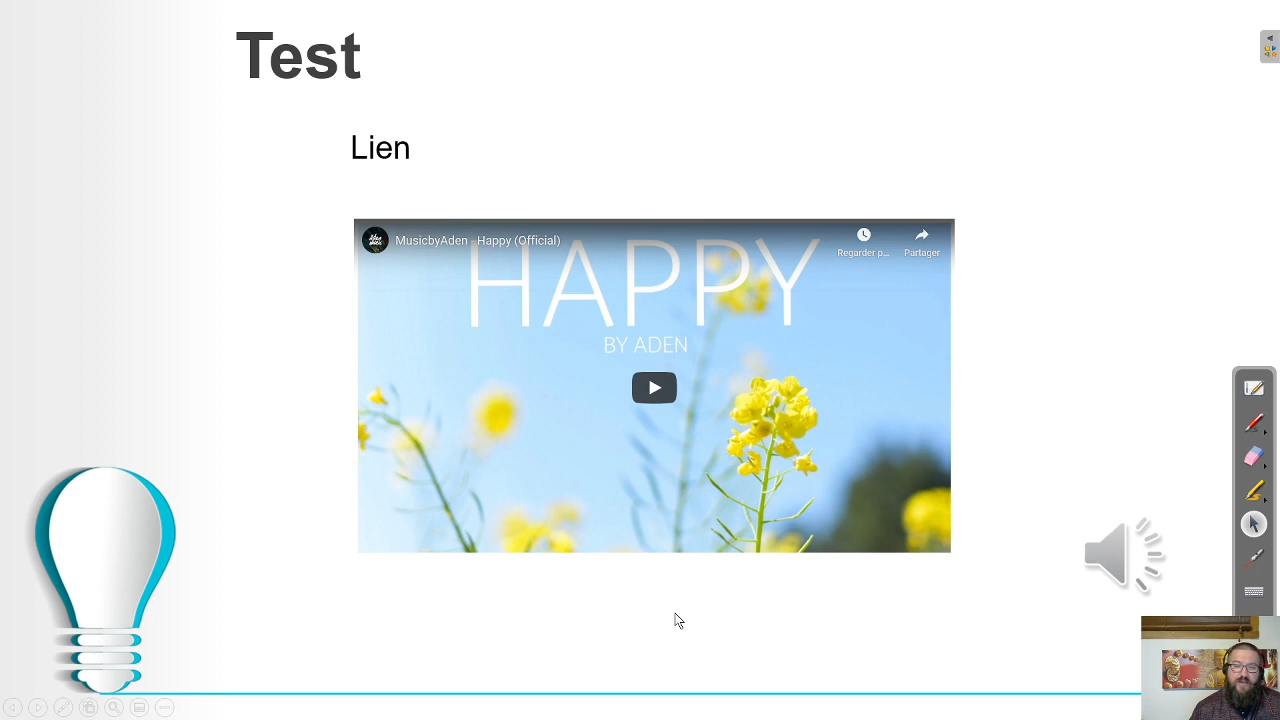 Test
Lien
MusicbyAden - Happy (Official)
Regarder p...
Partager
HAPPY
BY ADEN